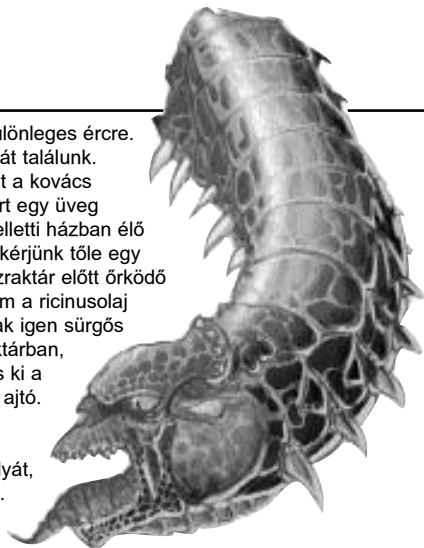 ülönleges ércre.
át találunk.
t a kovács
rt egy üveg
elletti házban élő
kérjünk tőle egy
zraktár előtt őrködő
m a ricinusolaj
ak igen sürgős
ktárban,
s ki a
ajtó.
lyát,
.